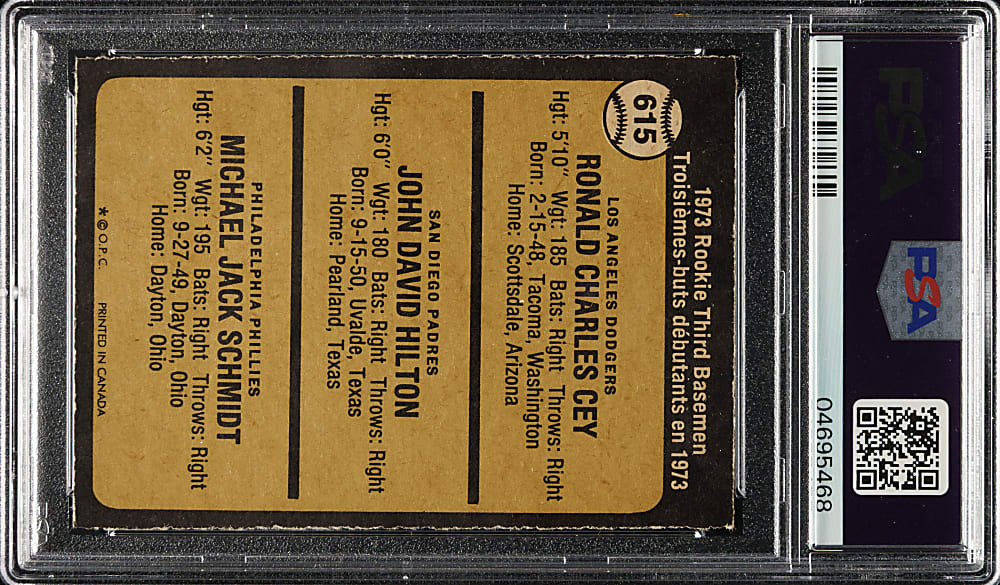 PSA
PSA
04695468
615
1973 Rookie Third Basemen
Troisièmes-buts débutants en 1973
LOS ANGELES DODGERS
RONALD CHARLES CEY
Hgt: 5'10" Wgt: 185 Bats: Right Throws: Right
Born: 2-15-48, Tacoma, Washington
Home: Scottsdale, Arizona
SAN DIEGO PADRES
JOHN DAVID HILTON
Hgt: 6'0" Wgt: 180 Bats: Right Throws: Right
Born: 9-15-50, Uvalde, Texas
Home: Pearland, Texas
PHILADELPHIA PHILLIES
MICHAEL JACK SCHMIDT
Hgt: 6'2" Wgt: 195 Bats: Right Throws: Right
Born: 9-27-49, Dayton, Ohio
Home: Dayton, Ohio
* © O.P.C. PRINTED IN CANADA